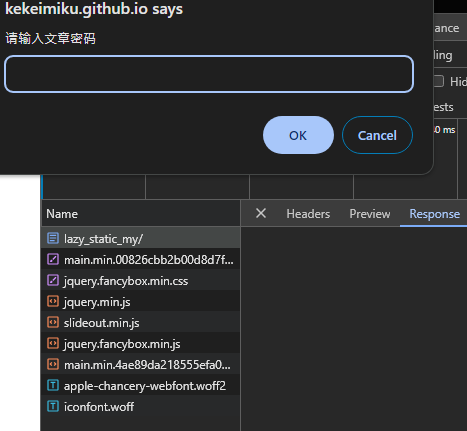 kekeimiku.github.io says
请输入文章密码
OK
Cancel
ance
ling
Hid
ests
0 ms
Name
Headers
Preview
Response
lazy_static_my/
main.min.00826cbb2b00d8d7f...
jquery.fancybox.min.css
jquery.min.js
slideout.min.js
jquery.fancybox.min.js
main.min.4ae89da218555efa0...
apple-chancery-webfont.woff2
iconfont.woff